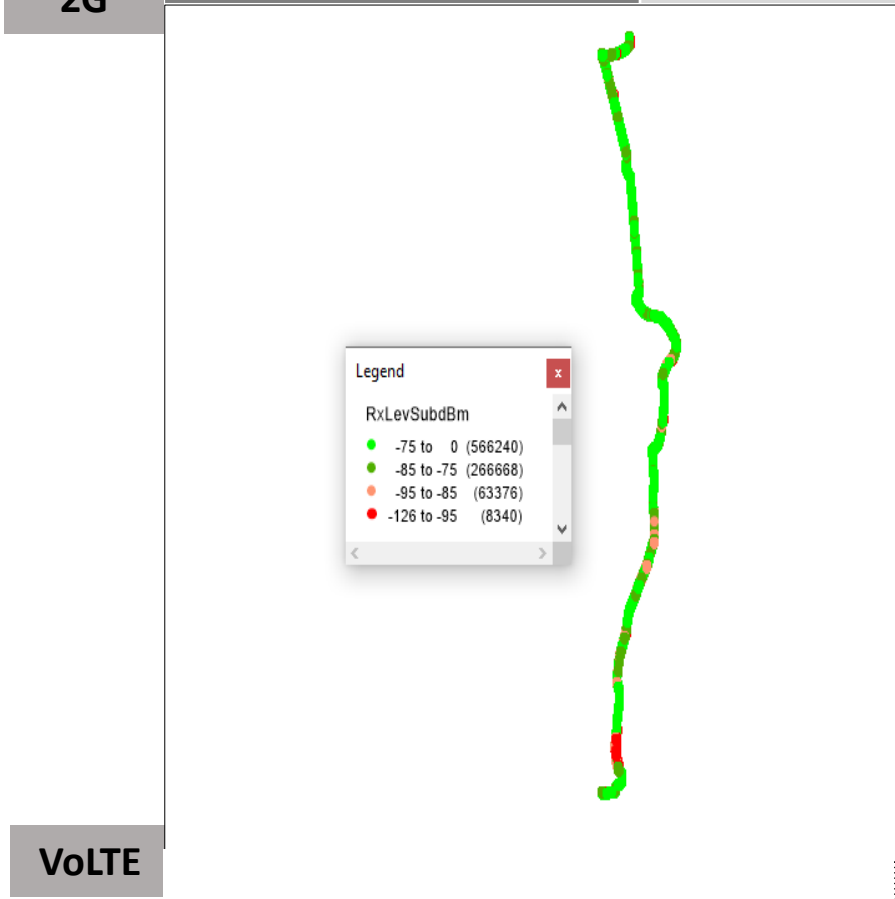 2G
Legend
x
RxLevSubdBm
-75 to 0 (566240)
-85 to -75 (266668)
-95 to -85 (63376)
-126 to -95 (8340)
VoLTE